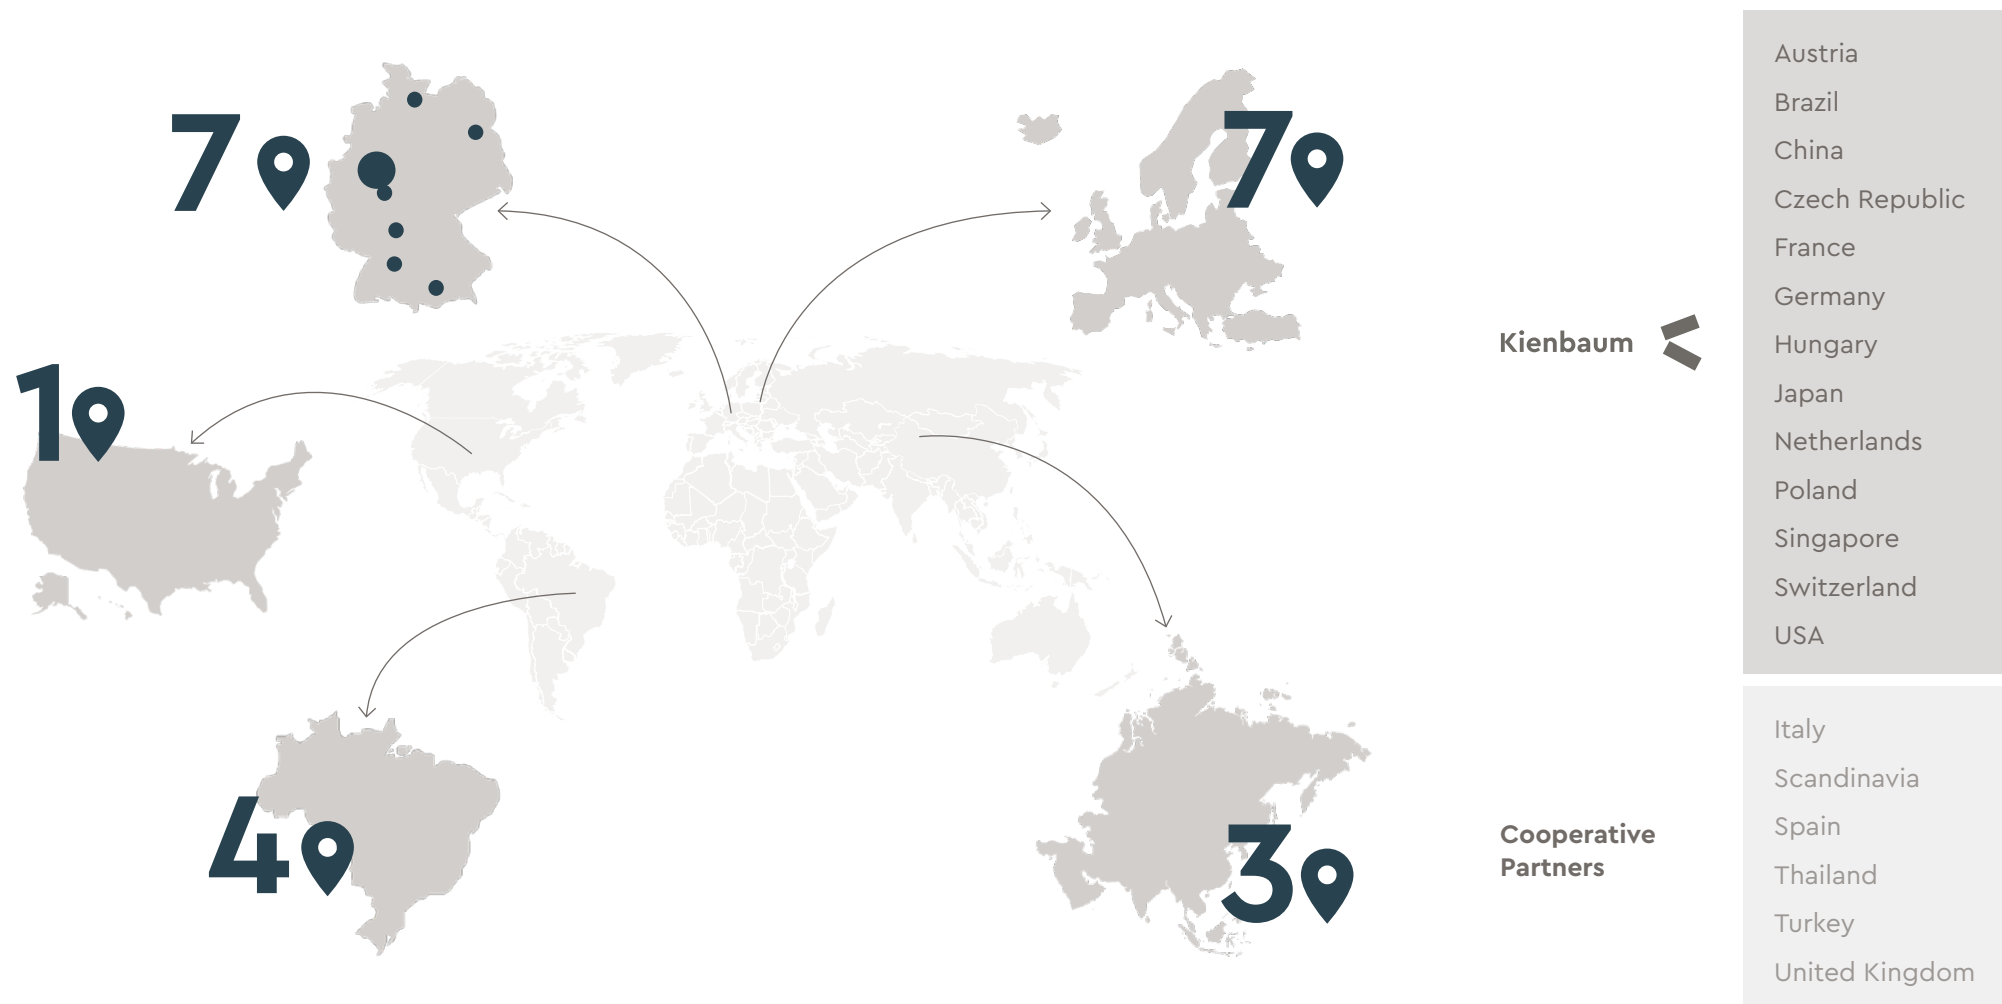 7
7
1
4
3
Kienbaum
Austria
Brazil
China
Czech Republic
France
Germany
Hungary
Japan
Netherlands
Poland
Singapore
Switzerland
USA
Cooperative
Partners
Italy
Scandinavia
Spain
Thailand
Turkey
United Kingdom